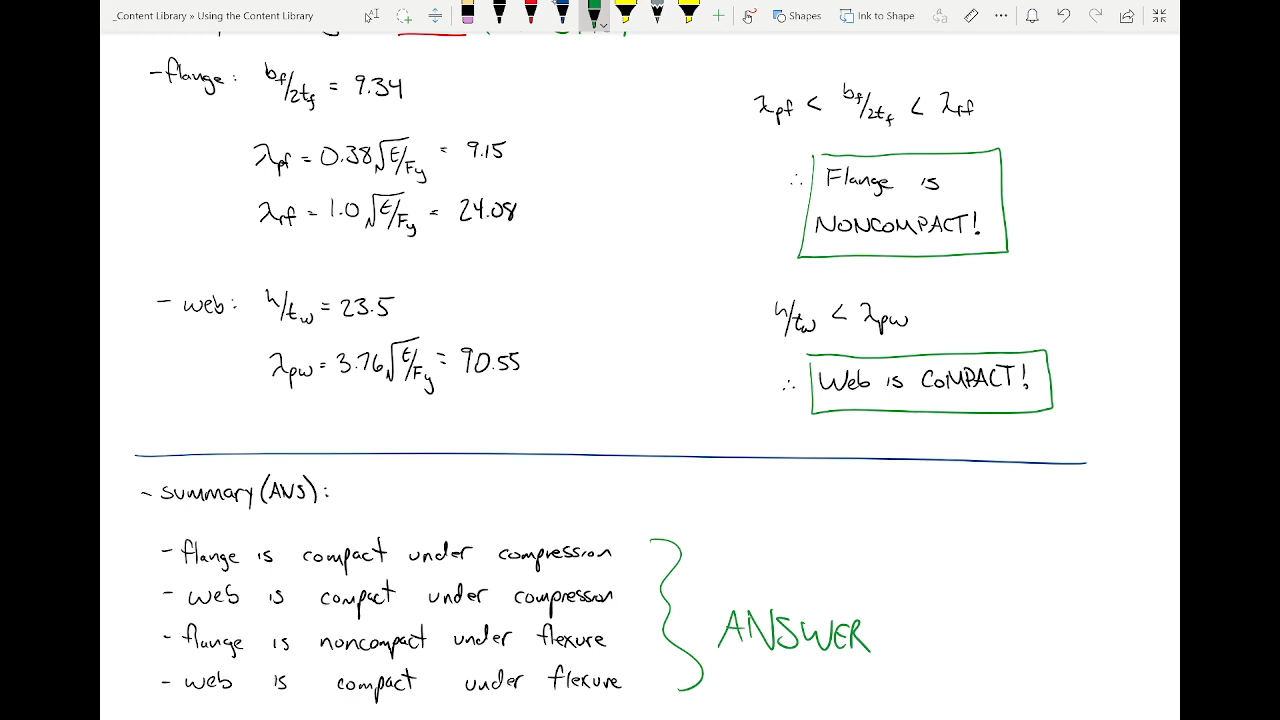 _Content Library » Using the Content Library
Shapes
Ink to Shape
- flange: bf/2tf = 9.34
λpf < bf/2tf < λrf
λpf = 0.38√E/Fy = 9.15
λrf = 1.0√E/Fy = 24.08
∴ Flange is
NONCOMPACT!
- web: h/tw = 23.5
h/tw < λpw
λpw = 3.76√E/Fy = 90.55
∴ Web is COMPACT!
- summary (ANS):
- flange is compact under compression
- web is compact under compression
- flange is noncompact under flexure
- web is compact under flexure
ANSWER